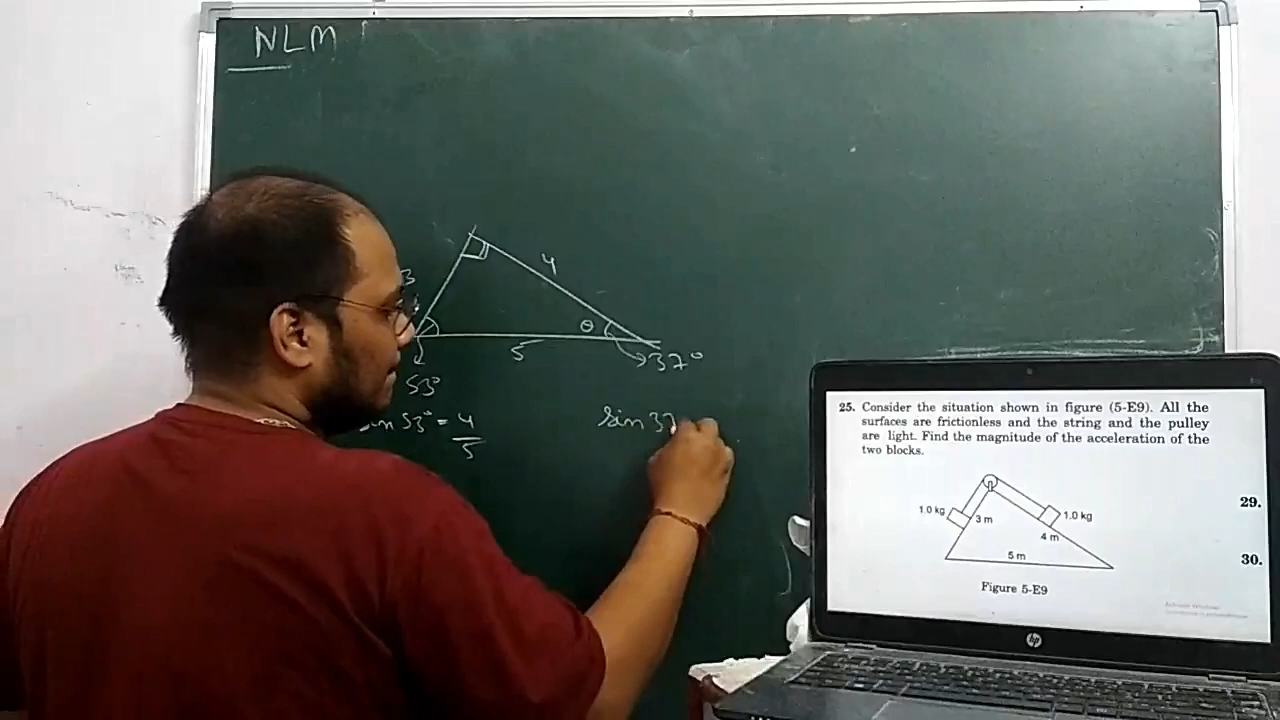 NLM
3
4
θ
5
37°
53°
53° = 4/5
sin 37
25. Consider the situation shown in figure (5-E9). All the
surfaces are frictionless and the string and the pulley
are light. Find the magnitude of the acceleration of the
two blocks.
1.0 kg
1.0 kg
3 m
4 m
5 m
Figure 5-E9
29.
30.
hp